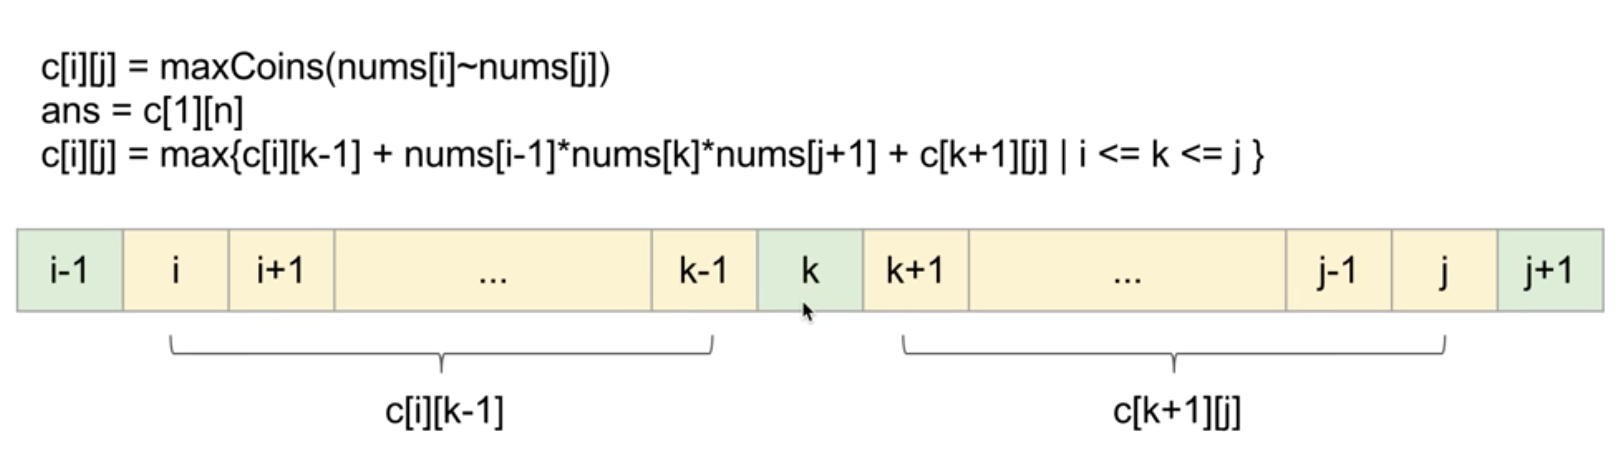 c[i][j] = maxCoins(nums[i]~nums[j])
ans = c[1][n]
c[i][j] = max{c[i][k-1] + nums[i-1]*nums[k]*nums[j+1] + c[k+1][j] | i <= k <= j }
i-1 i i+1 ... k-1 k k+1 ... j-1 j j+1
c[i][k-1] c[k+1][j]